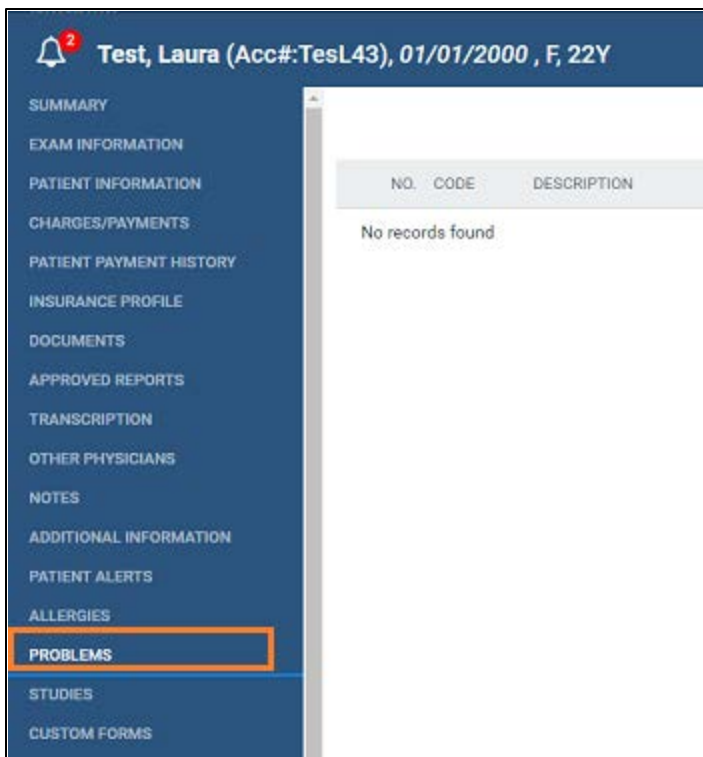 2
Test, Laura (Acc#:TesL43), 01/01/2000 , F, 22Y
SUMMARY
EXAM INFORMATION
PATIENT INFORMATION
CHARGES/PAYMENTS
PATIENT PAYMENT HISTORY
INSURANCE PROFILE
DOCUMENTS
APPROVED REPORTS
TRANSCRIPTION
OTHER PHYSICIANS
NOTES
ADDITIONAL INFORMATION
PATIENT ALERTS
ALLERGIES
PROBLEMS
STUDIES
CUSTOM FORMS
NO. CODE DESCRIPTION
No records found